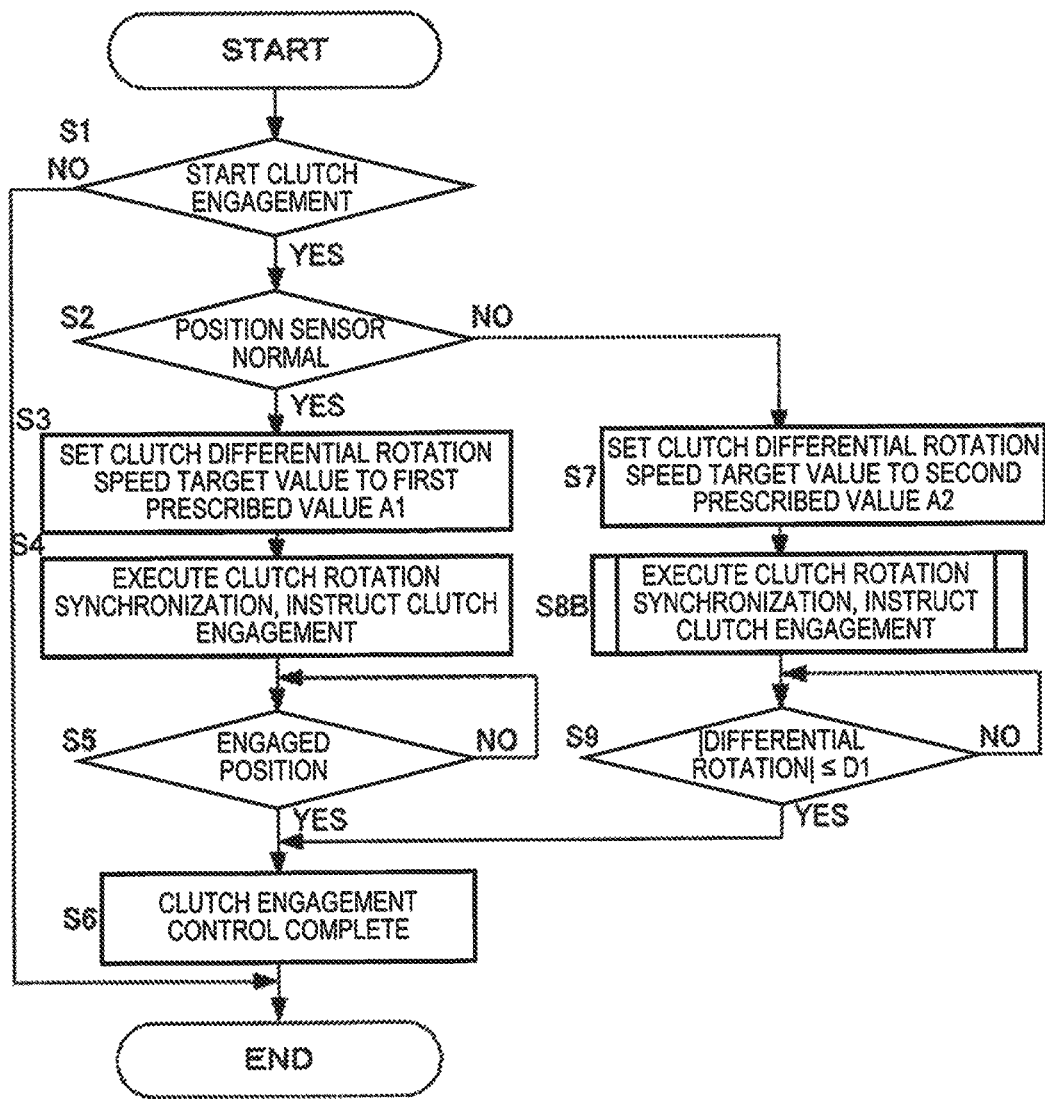 START
S1
NO
START CLUTCH
ENGAGEMENT
YES
S2
POSITION SENSOR
NORMAL
NO
YES
S3
SET CLUTCH DIFFERENTIAL ROTATION
SPEED TARGET VALUE TO FIRST
PRESCRIBED VALUE A1
S4
EXECUTE CLUTCH ROTATION
SYNCHRONIZATION, INSTRUCT CLUTCH
ENGAGEMENT
S5
ENGAGED
POSITION
NO
YES
S7
SET CLUTCH DIFFERENTIAL ROTATION
SPEED TARGET VALUE TO SECOND
PRESCRIBED VALUE A2
S8B
EXECUTE CLUTCH ROTATION
SYNCHRONIZATION, INSTRUCT
CLUTCH ENGAGEMENT
S9
|DIFFERENTIAL
ROTATION| ≤ D1
NO
YES
S6
CLUTCH ENGAGEMENT
CONTROL COMPLETE
END